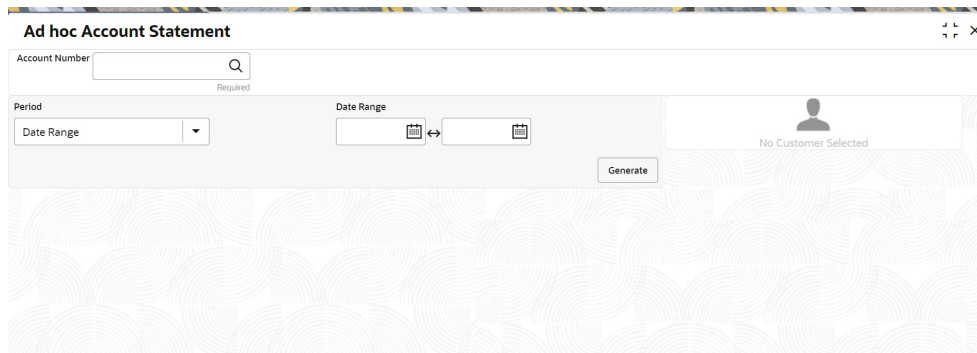 Ad hoc Account Statement
Account Number
Required
Period
Date Range
Date Range
Generate
No Customer Selected